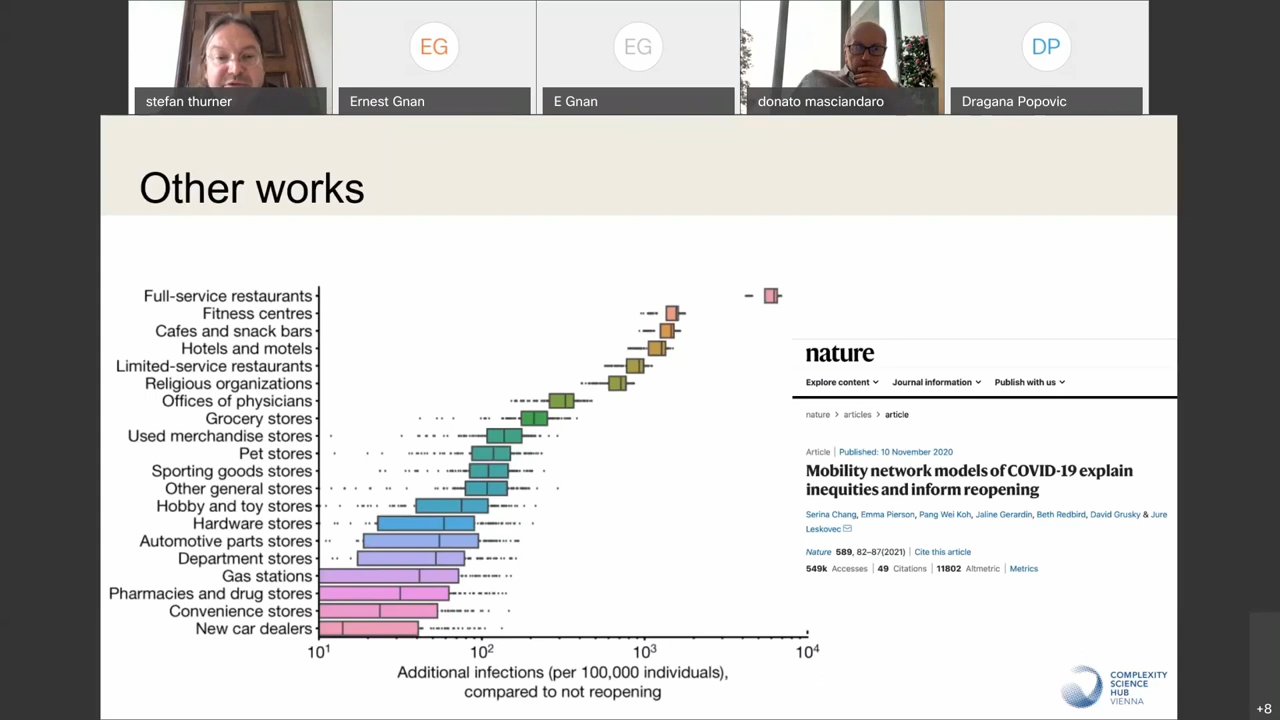 stefan thurner
EG
Ernest Gnan
EG
E Gnan
donato masciandaro
DP
Dragana Popovic
Other works
Full-service restaurants
Fitness centres
Cafes and snack bars
Hotels and motels
Limited-service restaurants
Religious organizations
Offices of physicians
Grocery stores
Used merchandise stores
Pet stores
Sporting goods stores
Other general stores
Hobby and toy stores
Hardware stores
Automotive parts stores
Department stores
Gas stations
Pharmacies and drug stores
Convenience stores
New car dealers
10¹ 10² 10³ 10⁴
Additional infections (per 100,000 individuals),
compared to not reopening
nature
Explore content Journal information Publish with us
nature > articles > article
Article | Published: 10 November 2020
Mobility network models of COVID-19 explain
inequities and inform reopening
Serina Chang, Emma Pierson, Pang Wei Koh, Jaline Gerardin, Beth Redbird, David Grusky & Jure
Leskovec
Nature 589, 82–87(2021) | Cite this article
549k Accesses | 49 Citations | 11802 Altmetric | Metrics
COMPLEXITY
SCIENCE
HUB
VIENNA
+8